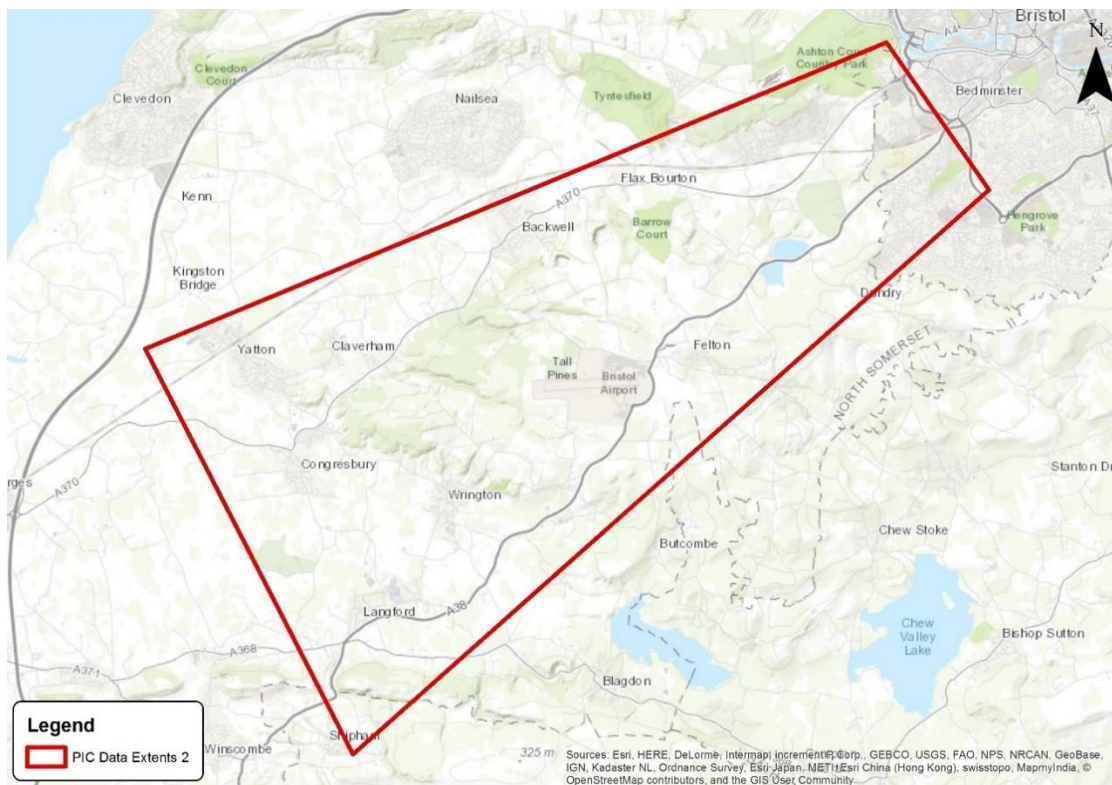 Bristol
N
A4
Ashton Court
Country Park
Clevedon
Court
Clevedon
Nailsea
Tyntesfield
Bedminster
A37
Kenn
Flax Bourton
A370
Backwell
Barrow
Court
Hengrove
Park
Kingston
Bridge
Dundry
Yatton
Claverham
Felton
Tall
Pines
Bristol
Airport
NORTH SOMERSET
Congresbury
Stanton
A370
Wrington
Chew Stoke
Butcombe
Langford
A38
Chew
Valley
Lake
Bishop Sutton
A368
A371
Blagdon
Legend
PIC Data Extents 2
Winscombe
Shipham
325 m
Sources: Esri, HERE, DeLorme, Intermap, increment P Corp., GEBCO, USGS, FAO, NPS, NRCAN, GeoBase,
IGN, Kadaster NL, Ordnance Survey, Esri Japan, METI, Esri China (Hong Kong), swisstopo, MapmyIndia, ©
OpenStreetMap contributors, and the GIS User Community